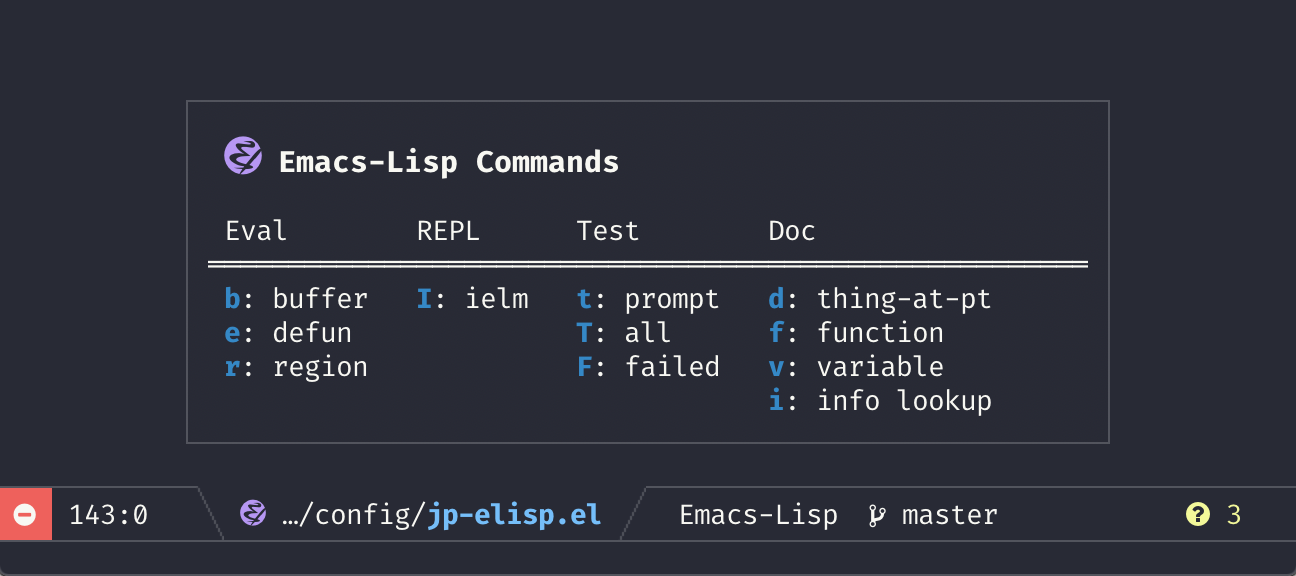 Emacs-Lisp Commands
Eval REPL Test Doc
b: buffer I: ielm t: prompt d: thing-at-pt
e: defun T: all f: function
r: region F: failed v: variable
i: info lookup
143:0 …/config/jp-elisp.el Emacs-Lisp master ? 3